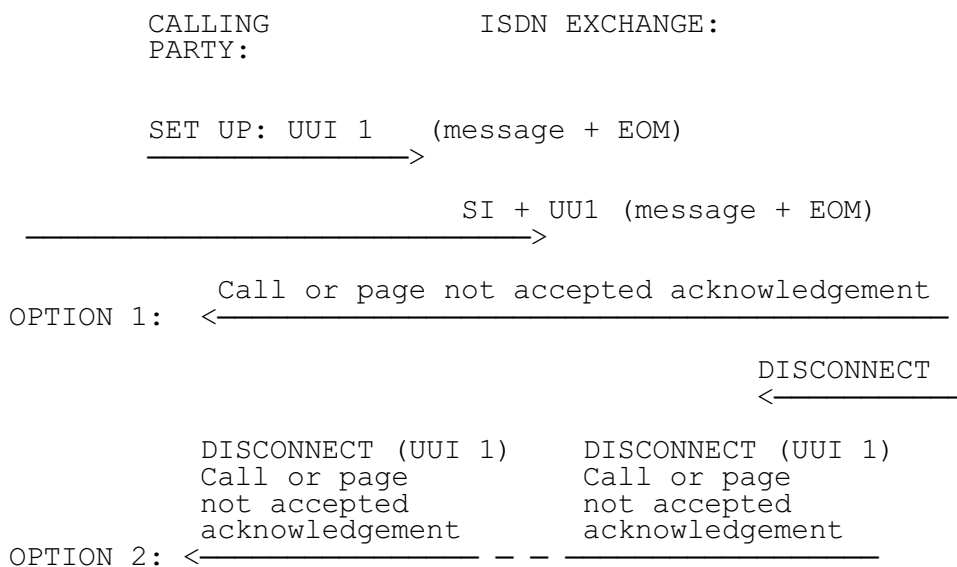 CALLING ISDN EXCHANGE:
PARTY:
SET UP: UUI 1 (message + EOM)
SI + UU1 (message + EOM)
Call or page not accepted acknowledgement
OPTION 1:
DISCONNECT
DISCONNECT (UUI 1) DISCONNECT (UUI 1)
Call or page Call or page
not accepted not accepted
acknowledgement acknowledgement
OPTION 2: